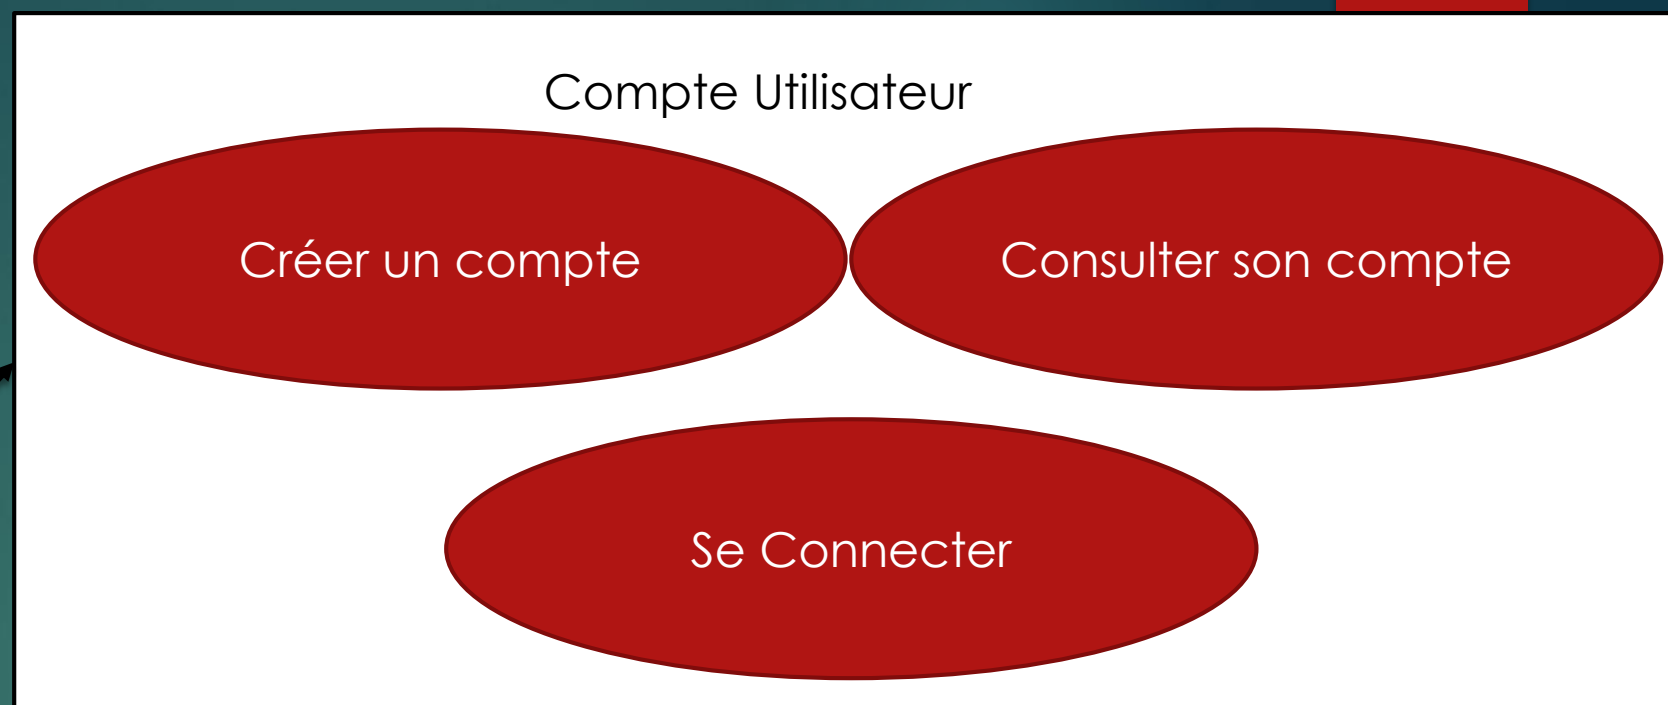 Compte Utilisateur
Créer un compte
Consulter son compte
Se Connecter